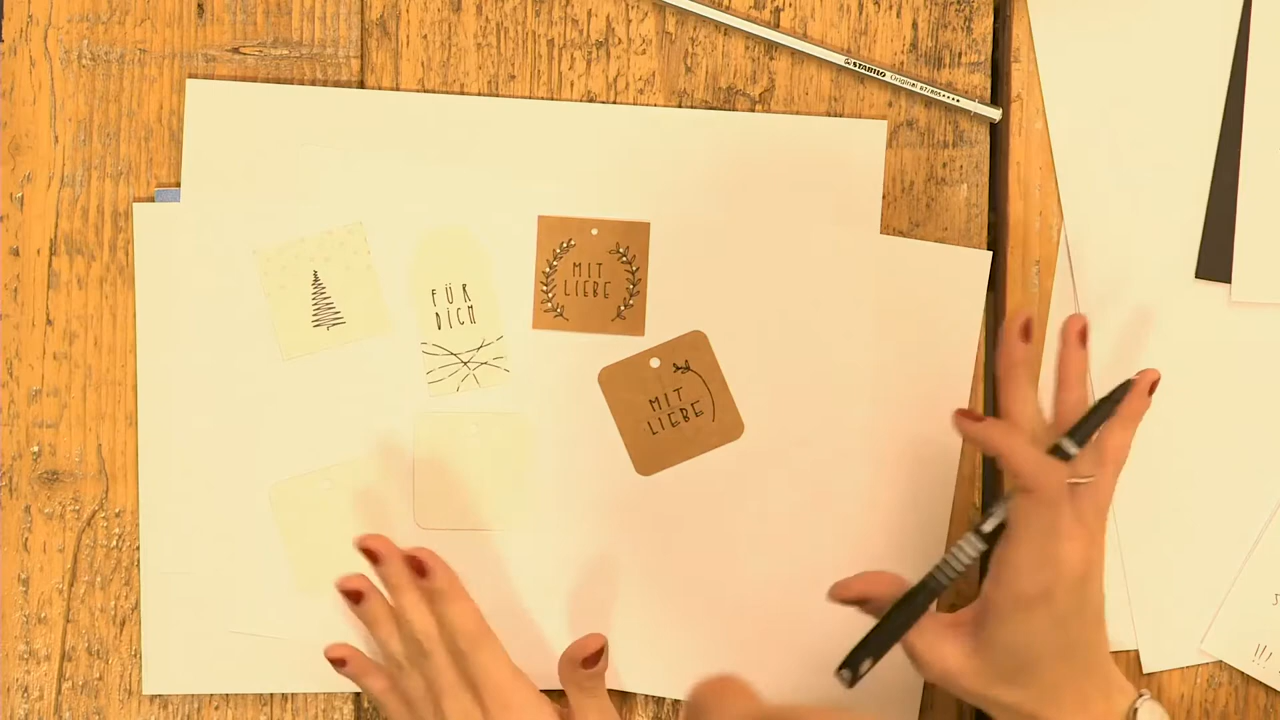 STABILO Original 87/805★★★★
FÜR
DICH
MIT
LIEBE
MIT
LIEBE
!!!